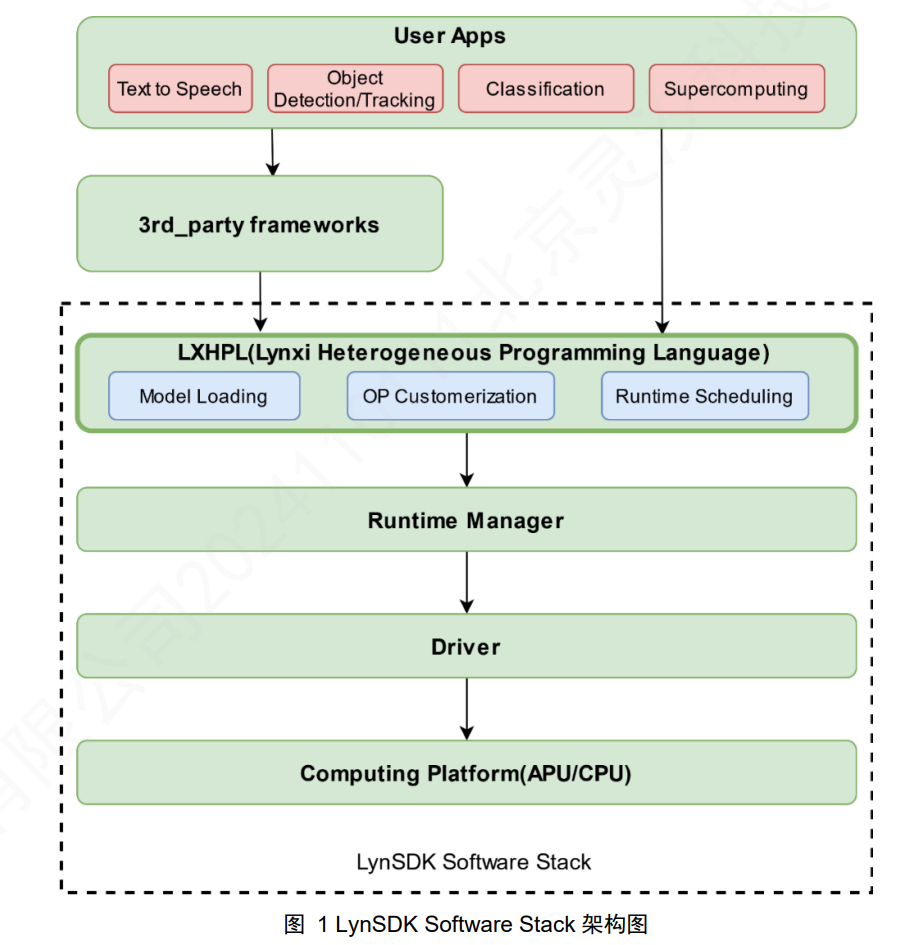 User Apps
Text to Speech
Object
Detection/Tracking
Classification
Supercomputing
3rd_party frameworks
LXHPL(Lynxi Heterogeneous Programming Language)
Model Loading
OP Customerization
Runtime Scheduling
Runtime Manager
Driver
Computing Platform(APU/CPU)
LynSDK Software Stack
图 1 LynSDK Software Stack 架构图